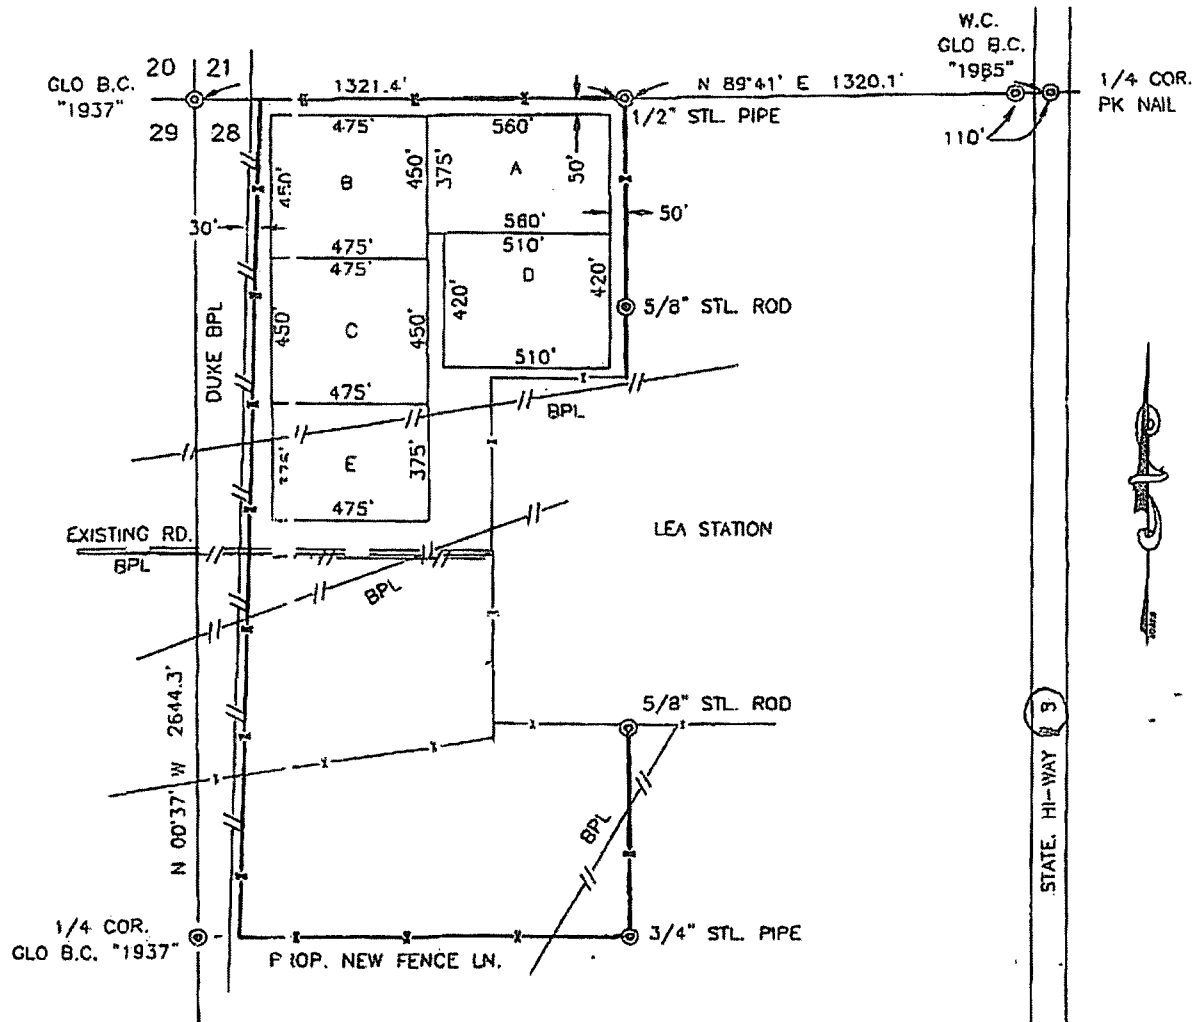 W.C.
GLO B.C.
"1985"
20 21
GLO B.C.
"1937"
1321.4'
N 89°41' E 1320.1'
1/4 COR.
PK NAIL
1/2" STL. PIPE
110'
29 28
475'
560'
450'
B
450'
375'
A
50'
30'
560'
50'
475'
475'
510'
D
420'
420'
5/8" STL. ROD
DUKE BPL
450'
C
450'
510'
475'
BPL
375'
E
375'
475'
LEA STATION
EXISTING RD.
BPL
BPL
N 00°37' W 2644.3'
5/8" STL. ROD
3
STATE. HI-WAY
BPL
1/4 COR.
GLO B.C. "1937"
3/4" STL. PIPE
PROP. NEW FENCE LN.